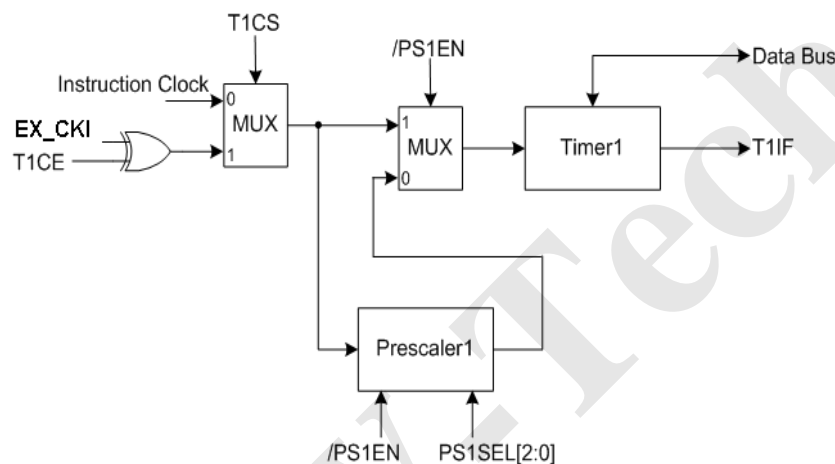 T1CS
/PS1EN
Data Bus
Instruction Clock
0
MUX
EX_CKI
T1CE
1
1
MUX
0
Timer1
T1IF
Prescaler1
/PS1EN
PS1SEL[2:0]
y-Tech